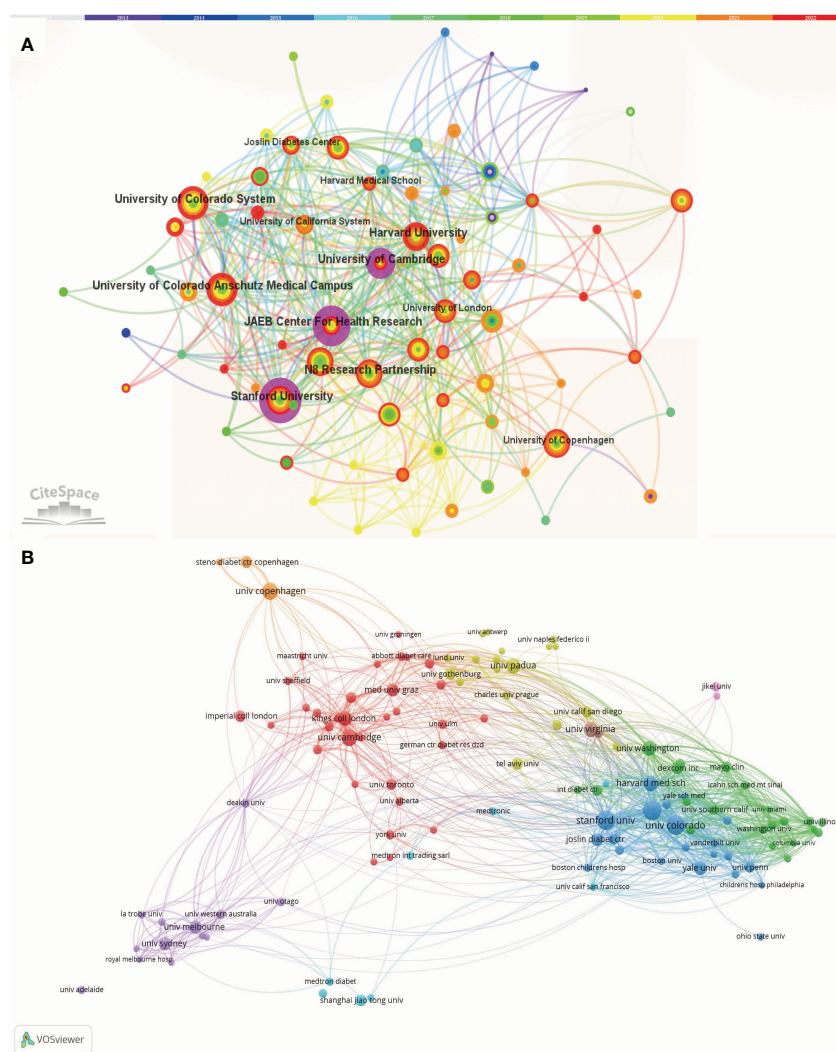 2013 2014 2016 2017 2018 2019 2021 2022
A
Joslin Diabetes Center
Harvard Medical School
University of Colorado System
University of California System
Harvard University
University of Cambridge
University of Colorado Anschutz Medical Campus
University of London
JAEB Center For Health Research
N8 Research Partnership
Stanford University
University of Copenhagen
CiteSpace
B
steno diabet ctr copenhagen
univ copenhagen
univ groningen
univ antwerp
univ naples federico ii
maastricht univ
abbott diabet care
lund univ
univ padua
univ sheffield
univ gothenburg
med univ graz
charles univ prague
jikei univ
imperial coll london
kings coll london
univ ulm
univ calif san diego
univ virginia
univ cambridge
german ctr diabet res dzd
univ washington
tel aviv univ
dexcom inc
mayo clin
univ toronto
harvard med sch
icahn sch med mt sinai
int diabet ctr
yale sch med
deakin univ
univ alberta
medtronic
univ southern calif
univ miami
stanford univ
univ colorado
washington univ
univ illino
york univ
joslin diabet ctr
vanderbilt univ
columbia univ
medtron int trading sarl
boston univ
boston childrens hosp
yale univ
univ penn
univ calif san francisco
childrens hosp philadelphia
univ otago
la trobe univ
univ western australia
univ melbourne
ohio state univ
univ sydney
royal melbourne hosp
medtron diabet
univ adelaide
shanghai jiao tong univ
VOSviewer